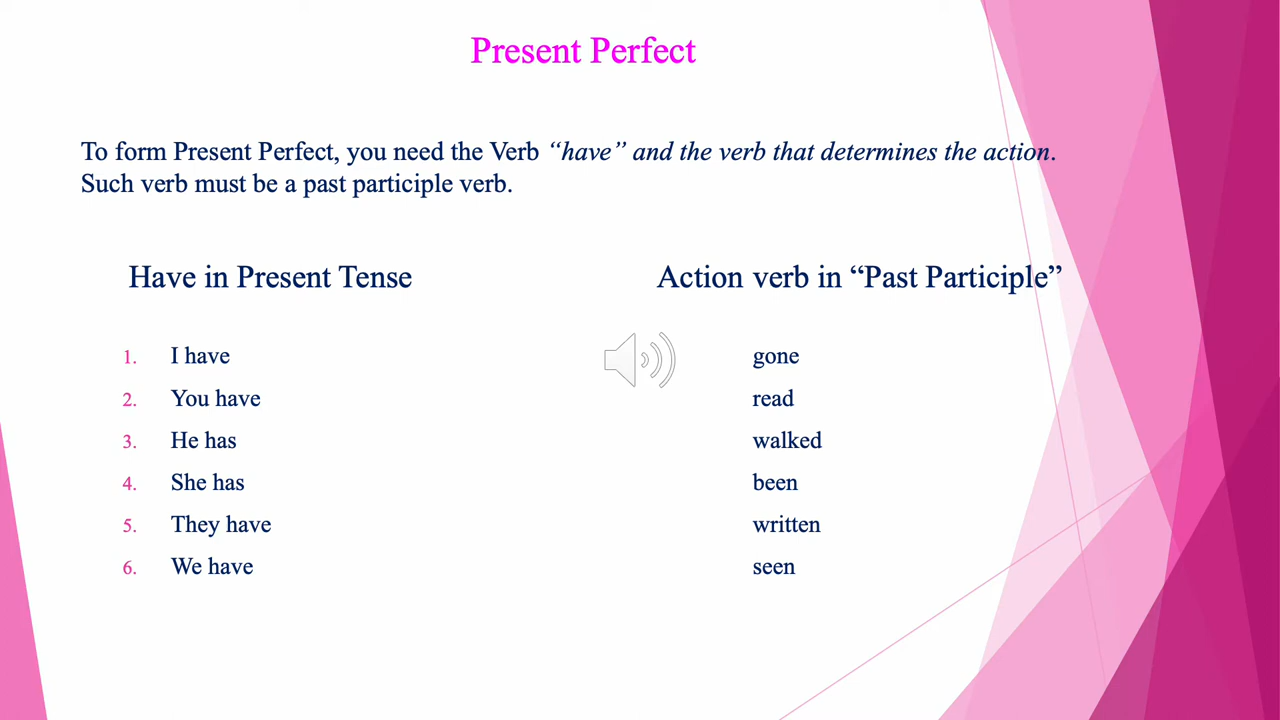 Present Perfect
To form Present Perfect, you need the Verb “have” and the verb that determines the action.
Such verb must be a past participle verb.
Have in Present Tense Action verb in “Past Participle”
1. I have gone
2. You have read
3. He has walked
4. She has been
5. They have written
6. We have seen